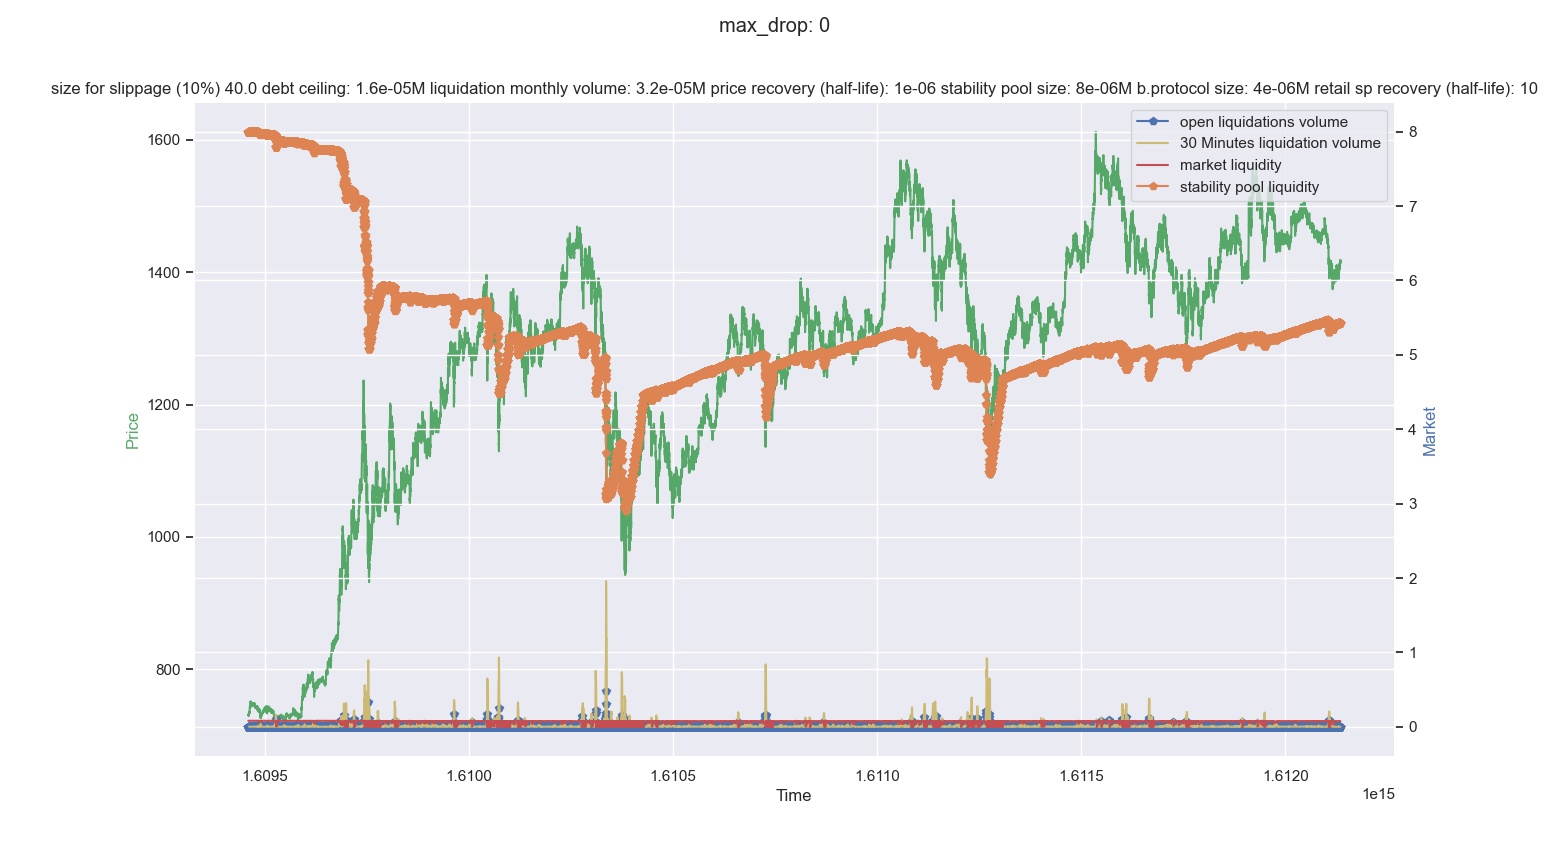 max_drop: 0
size for slippage (10%) 40.0 debt ceiling: 1.6e-05M liquidation monthly volume: 3.2e-05M price recovery (half-life): 1e-06 stability pool size: 8e-06M b.protocol size: 4e-06M retail sp recovery (half-life): 10
open liquidations volume
30 Minutes liquidation volume
market liquidity
stability pool liquidity
1600
1400
1200
1000
800
Price
8
7
6
5
4
3
2
1
0
Market
1.6095
1.6100
1.6105
1.6110
1.6115
1.6120
Time
1e15